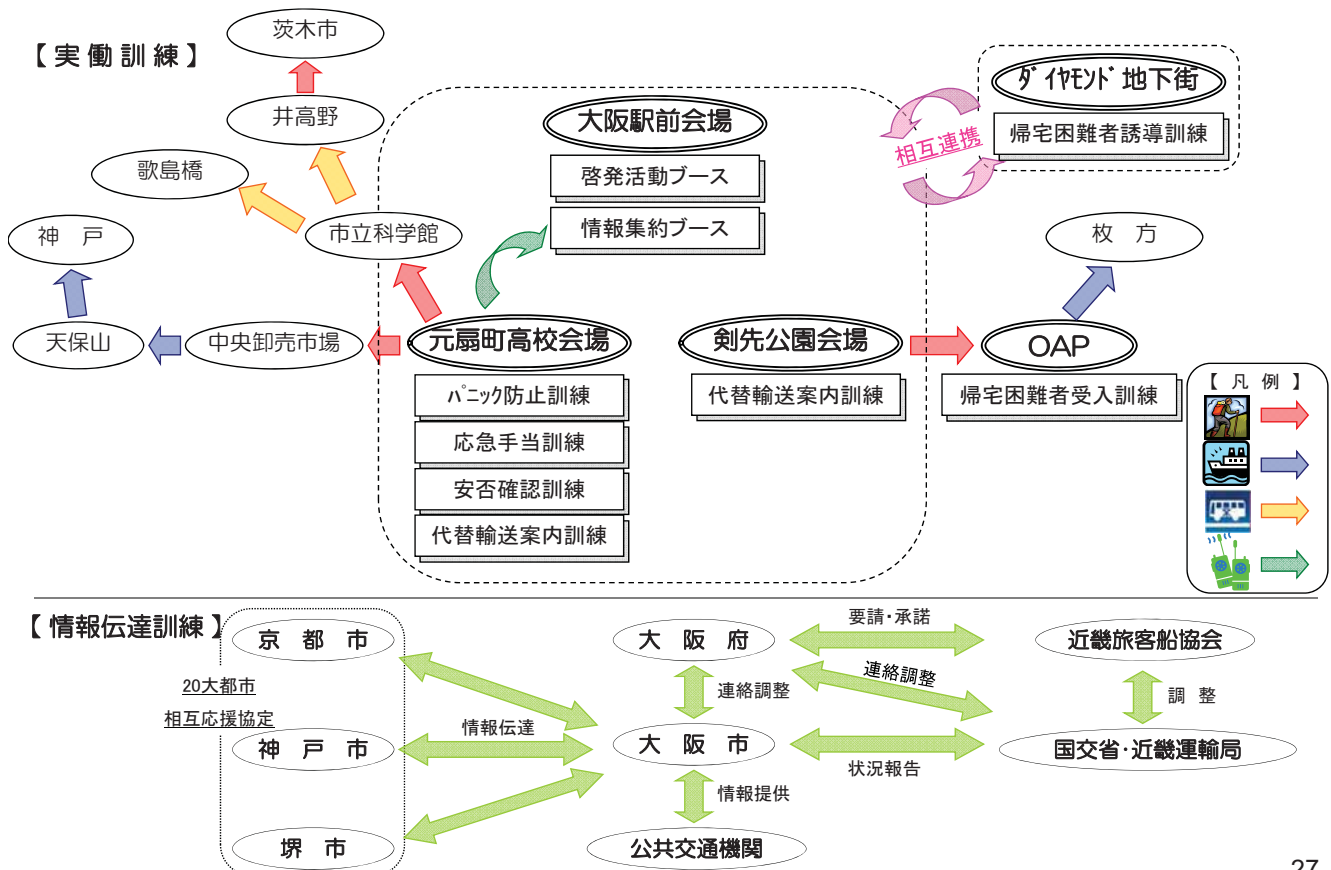 【実働訓練】
茨木市
井高野
歌島橋
市立科学館
神 戸
天保山
中央卸売市場
大阪駅前会場
啓発活動ブース
情報集約ブース
元扇町高校会場
パニック防止訓練
応急手当訓練
安否確認訓練
代替輸送案内訓練
剣先公園会場
代替輸送案内訓練
相互連携
ダイヤモンド地下街
帰宅困難者誘導訓練
枚 方
OAP
帰宅困難者受入訓練
【 凡 例 】
【情報伝達訓練】
京 都 市
20大都市
相互応援協定
神 戸 市
堺 市
情報伝達
大 阪 府
連絡調整
大 阪 市
情報提供
公共交通機関
要請・承諾
連絡調整
状況報告
近畿旅客船協会
調 整
国交省・近畿運輸局
27